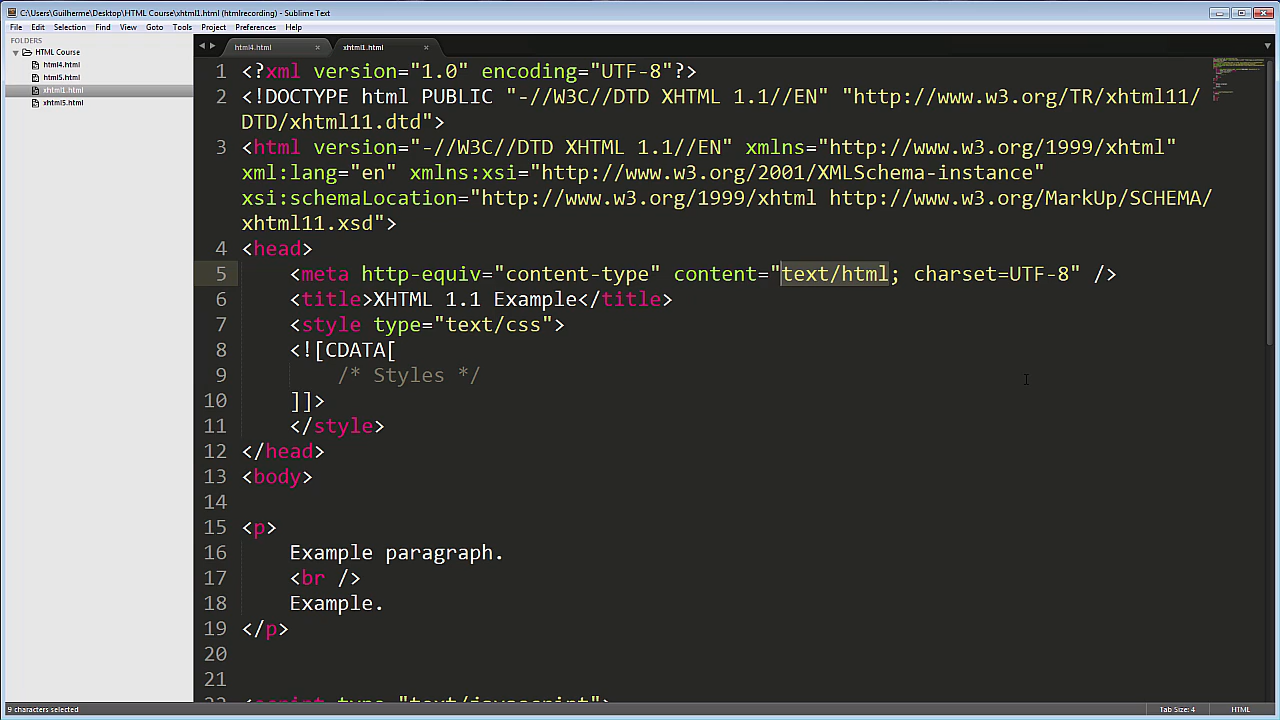 C:\Users\Guilherme\Desktop\HTML Course\xhtml1.html (htmlrecording) - Sublime Text
File Edit Selection Find View Goto Tools Project Preferences Help
FOLDERS
HTML Course
html4.html
html5.html
xhtml1.html
xhtml5.html
html4.html xhtml1.html
1 <?xml version="1.0" encoding="UTF-8"?>
2 <!DOCTYPE html PUBLIC "-//W3C//DTD XHTML 1.1//EN" "http://www.w3.org/TR/xhtml11/
DTD/xhtml11.dtd">
3 <html version="-//W3C//DTD XHTML 1.1//EN" xmlns="http://www.w3.org/1999/xhtml"
xml:lang="en" xmlns:xsi="http://www.w3.org/2001/XMLSchema-instance"
xsi:schemaLocation="http://www.w3.org/1999/xhtml http://www.w3.org/MarkUp/SCHEMA/
xhtml11.xsd">
4 <head>
5 <meta http-equiv="content-type" content="text/html; charset=UTF-8" />
6 <title>XHTML 1.1 Example</title>
7 <style type="text/css">
8 <![CDATA[
9 /* Styles */
10 ]]>
11 </style>
12 </head>
13 <body>
14
15 <p>
16 Example paragraph.
17 <br />
18 Example.
19 </p>
20
21
22 <script type="text/javascript">
9 characters selected
Tab Size: 4 HTML